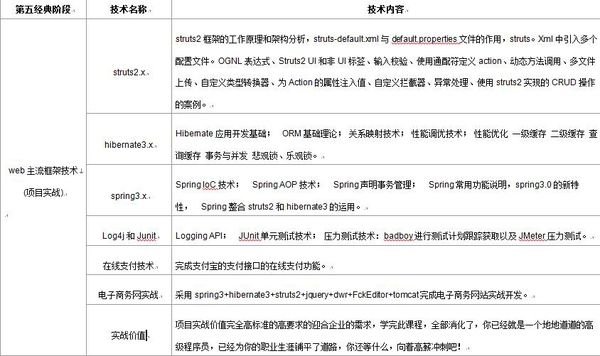 第五经典阶段 技术名称 技术内容
struts2 框架的工作原理和架构分析，struts-default.xml 与 default.properties 文件的作用，struts。Xml 中引入多个
配置文件。OGNL 表达式、Struts2 UI 和非 UI 标签、输入校验、使用通配符定义 action、动态方法调用、多文件
struts2.x
上传、自定义类型转换器、为 Action 的属性注入值、自定义拦截器、异常处理、使用 struts2 实现的 CRUD 操作
的案例。
Hibernate 应用开发基础； ORM 基础理论； 关系映射技术； 性能调优技术； 性能优化 一级缓存 二级缓存 查
hibernate3.x
询缓存 事务与并发 悲观锁、乐观锁。
web 主流框架技术
(项目实战)
Spring IoC 技术； Spring AOP 技术； Spring 声明事务管理； Spring 常用功能说明，spring3.0 的新特
spring3.x
性， Spring 整合 struts2 和 hibernate3 的运用。
Log4j 和 Junit Logging API； JUnit 单元测试技术； 压力测试技术：badboy 进行测试计划跟踪获取以及 JMeter 压力测试。
在线支付技术 完成支付宝的支付接口的在线支付功能。
电子商务网实战 采用 spring3+hibernate3+struts2+jquery+dwr+FckEditor+tomcat 完成电子商务网站实战开发。
项目实战价值完全高标准的高要求的迎合企业的需求，学完此课程，全部消化了，你已经就是一个地地道道的高
实战价值
级程序员，已经为你的职业生涯铺平了道路，你还等什么，向着高薪冲刺吧！